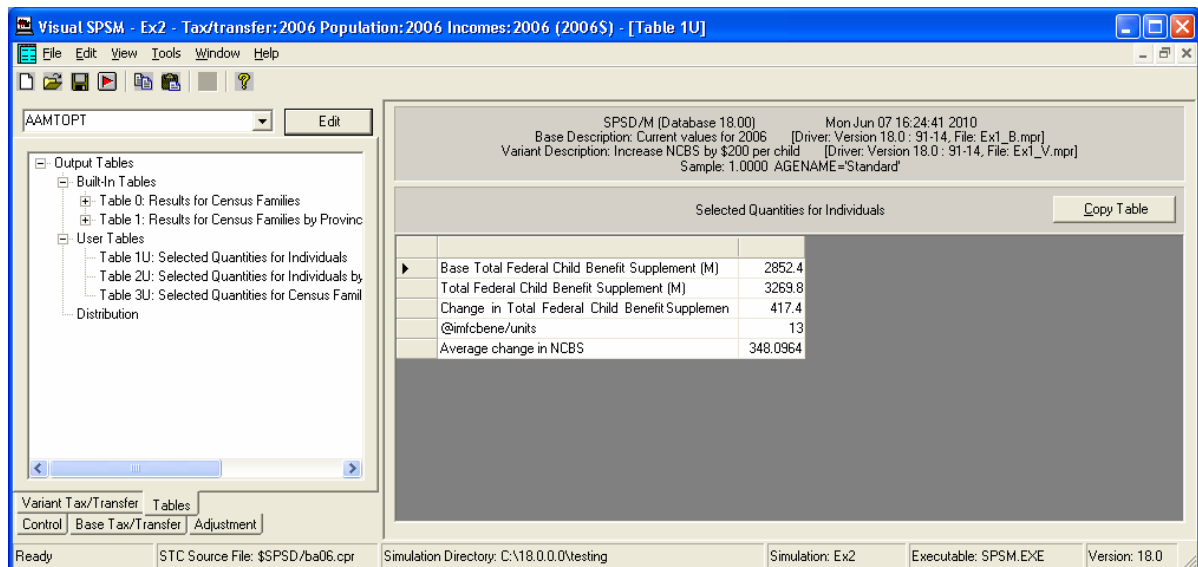 Visual SPSM - Ex2 - Tax/transfer:2006 Population:2006 Incomes:2006 (2006$) - [Table 1U]
File Edit View Tools Window Help
AAMTOPT
Edit
Output Tables
Built-In Tables
Table 0: Results for Census Families
Table 1: Results for Census Families by Provinc
User Tables
Table 1U: Selected Quantities for Individuals
Table 2U: Selected Quantities for Individuals by
Table 3U: Selected Quantities for Census Famil
Distribution
Variant Tax/Transfer Tables
Control Base Tax/Transfer Adjustment
SPSD/M (Database 18.00) Mon Jun 07 16:24:41 2010
Base Description: Current values for 2006 [Driver: Version 18.0 : 91-14, File: Ex1_B.mpr]
Variant Description: Increase NCBS by $200 per child [Driver: Version 18.0 : 91-14, File: Ex1_V.mpr]
Sample: 1.0000 AGENAME='Standard'
Selected Quantities for Individuals
Copy Table
Base Total Federal Child Benefit Supplement (M) 2852.4
Total Federal Child Benefit Supplement (M) 3269.8
Change in Total Federal Child Benefit Supplemen 417.4
@imfcbene/units 13
Average change in NCBS 348.0964
Ready STC Source File: $SPSD/ba06.cpr Simulation Directory: C:\18.0.0.0\testing Simulation: Ex2 Executable: SPSM.EXE Version: 18.0